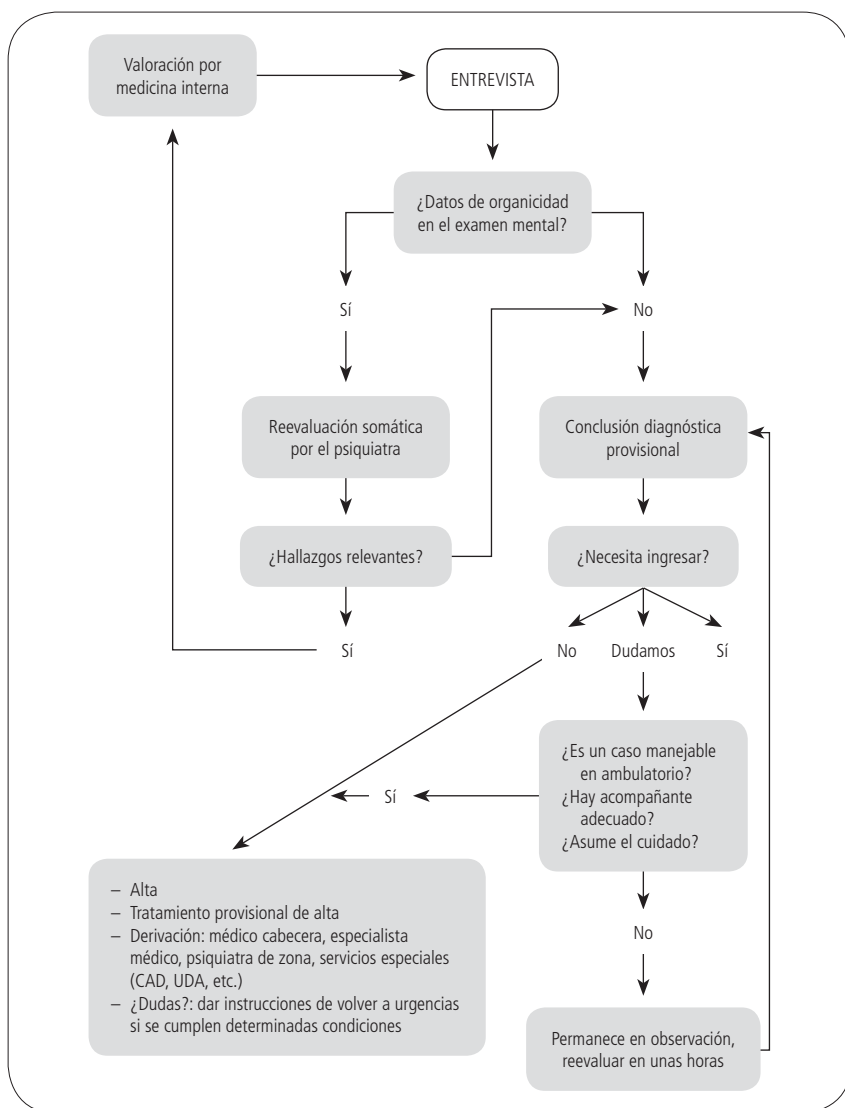 Valoración por
medicina interna
ENTREVISTA
¿Datos de organicidad
en el examen mental?
Sí
No
Reevaluación somática
por el psiquiatra
Conclusión diagnóstica
provisional
¿Hallazgos relevantes?
¿Necesita ingresar?
Sí
No
Dudamos
Sí
¿Es un caso manejable
en ambulatorio?
¿Hay acompañante
adecuado?
¿Asume el cuidado?
Sí
– Alta
– Tratamiento provisional de alta
– Derivación: médico cabecera, especialista
médico, psiquiatra de zona, servicios especiales
(CAD, UDA, etc.)
– ¿Dudas?: dar instrucciones de volver a urgencias
si se cumplen determinadas condiciones
No
Permanece en observación,
reevaluar en unas horas